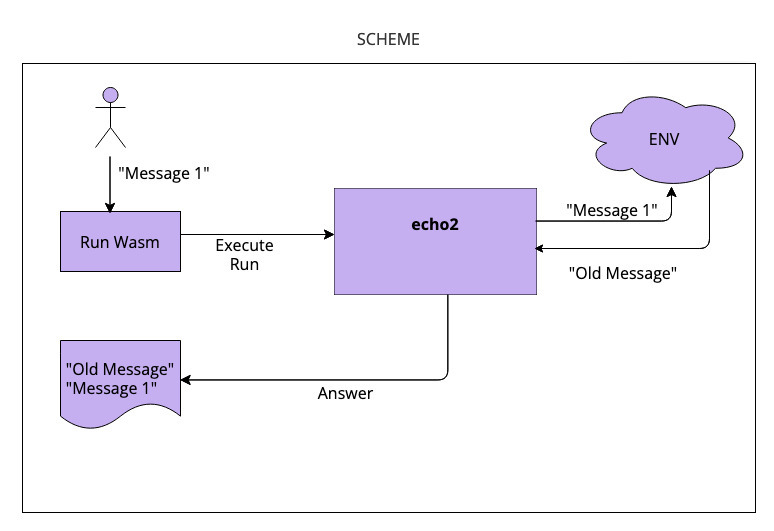 SCHEME
ENV
"Message 1"
Run Wasm
Execute
Run
echo2
"Message 1"
"Old Message"
"Old Message"
"Message 1"
Answer